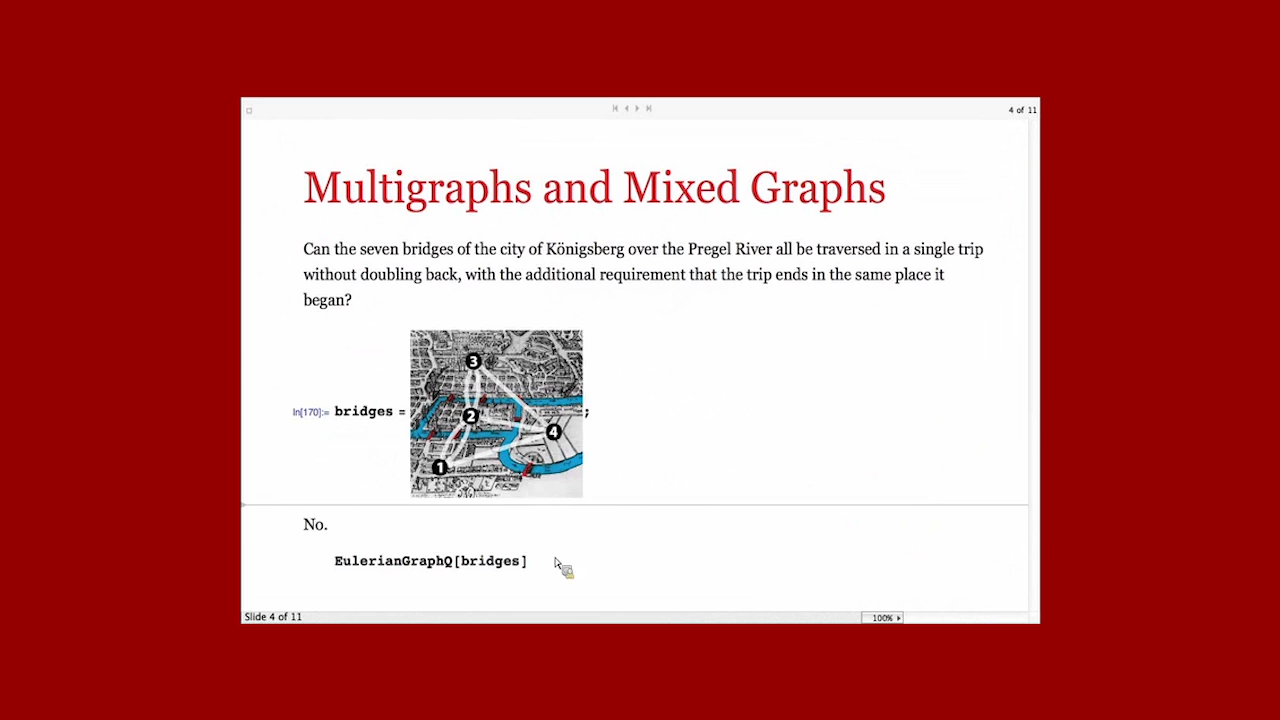 4 of 11
Multigraphs and Mixed Graphs
Can the seven bridges of the city of Königsberg over the Pregel River all be traversed in a single trip
without doubling back, with the additional requirement that the trip ends in the same place it
began?
3
In[170]:= bridges = ;
2
4
1
No.
EulerianGraphQ[bridges]
Slide 4 of 11
100%